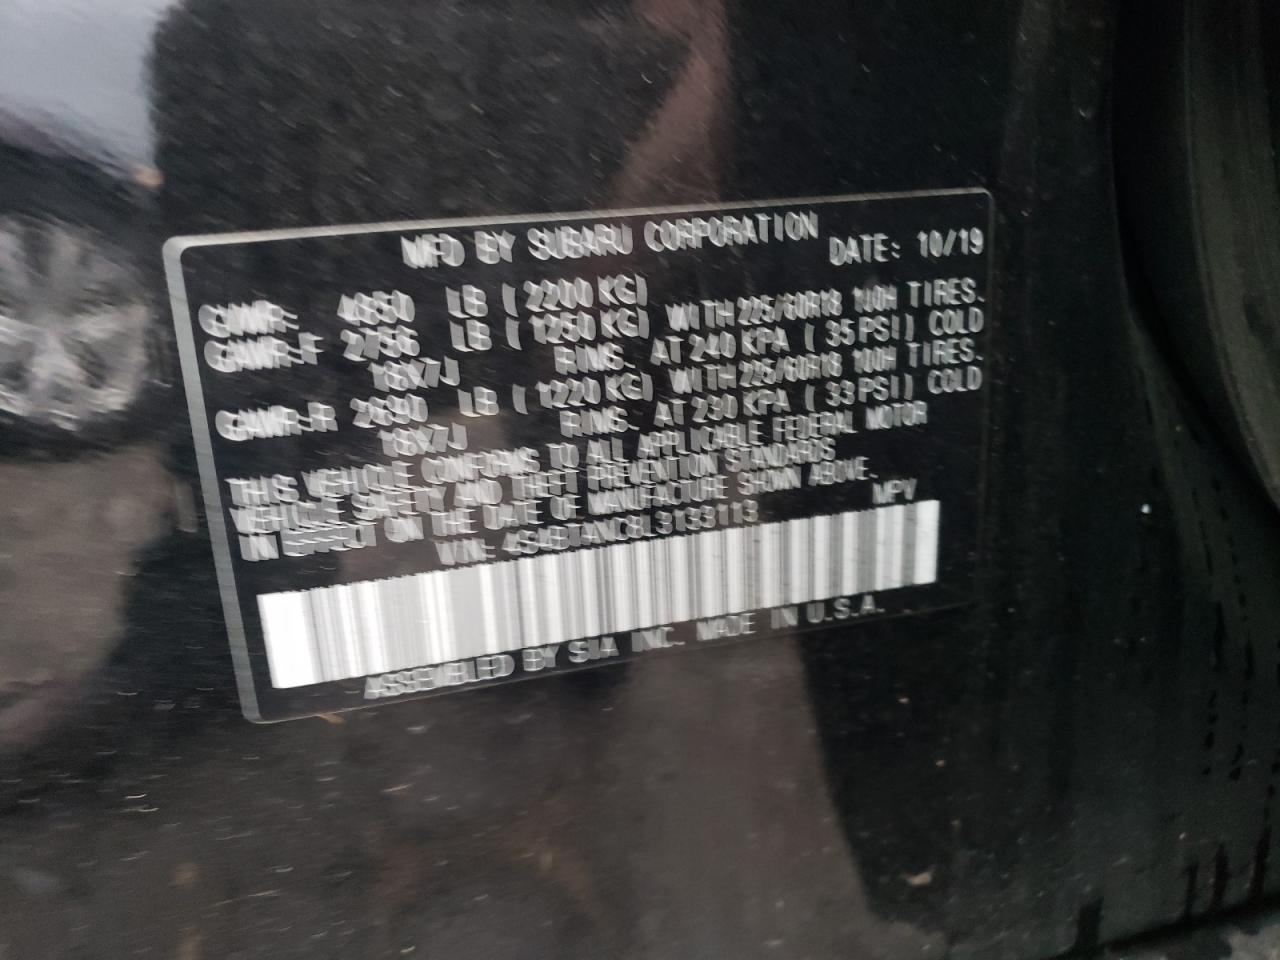 MFD BY SUBARU CORPORATION
DATE: 10/19
GVWR: 4850 LB (2200 KG)
GAWR:F 2756 LB (1250 KG) WITH 225/60R18 100H TIRES.
18X7J RIMS. AT 240 KPA (35 PSI) COLD
GAWR:R 2690 LB (1220 KG) WITH 225/60R18 100H TIRES.
18X7J RIMS. AT 230 KPA (33 PSI) COLD
THIS VEHICLE CONFORMS TO ALL APPLICABLE FEDERAL MOTOR
VEHICLE SAFETY AND THEFT PREVENTION STANDARDS
IN EFFECT ON THE DATE OF MANUFACTURE SHOWN ABOVE.
VIN: MPV
ASSEMBLED BY SIA INC. MADE IN U.S.A.